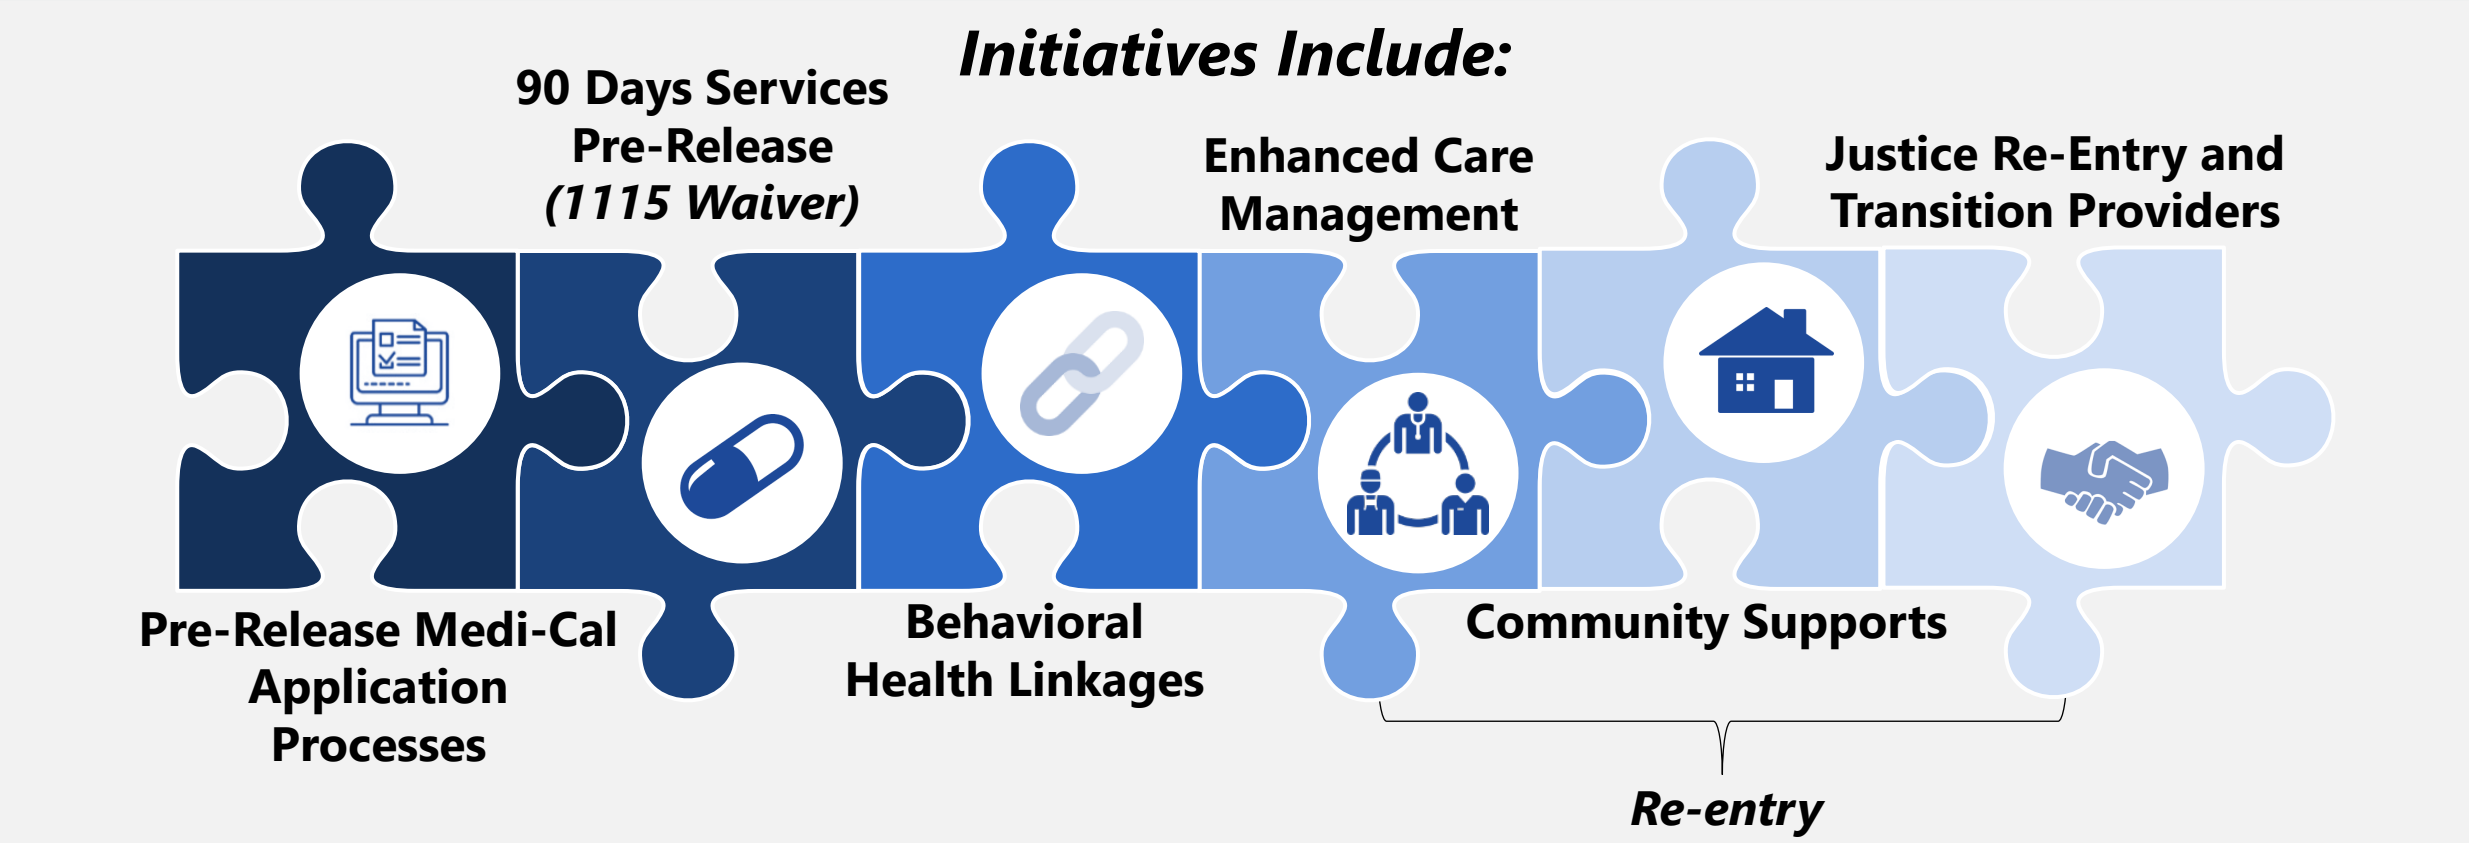 Initiatives Include:
Pre-Release Medi-Cal
Application
Processes
90 Days Services
Pre-Release
(1115 Waiver)
Behavioral
Health Linkages
Enhanced Care
Management
Community Supports
Justice Re-Entry and
Transition Providers
Re-entry